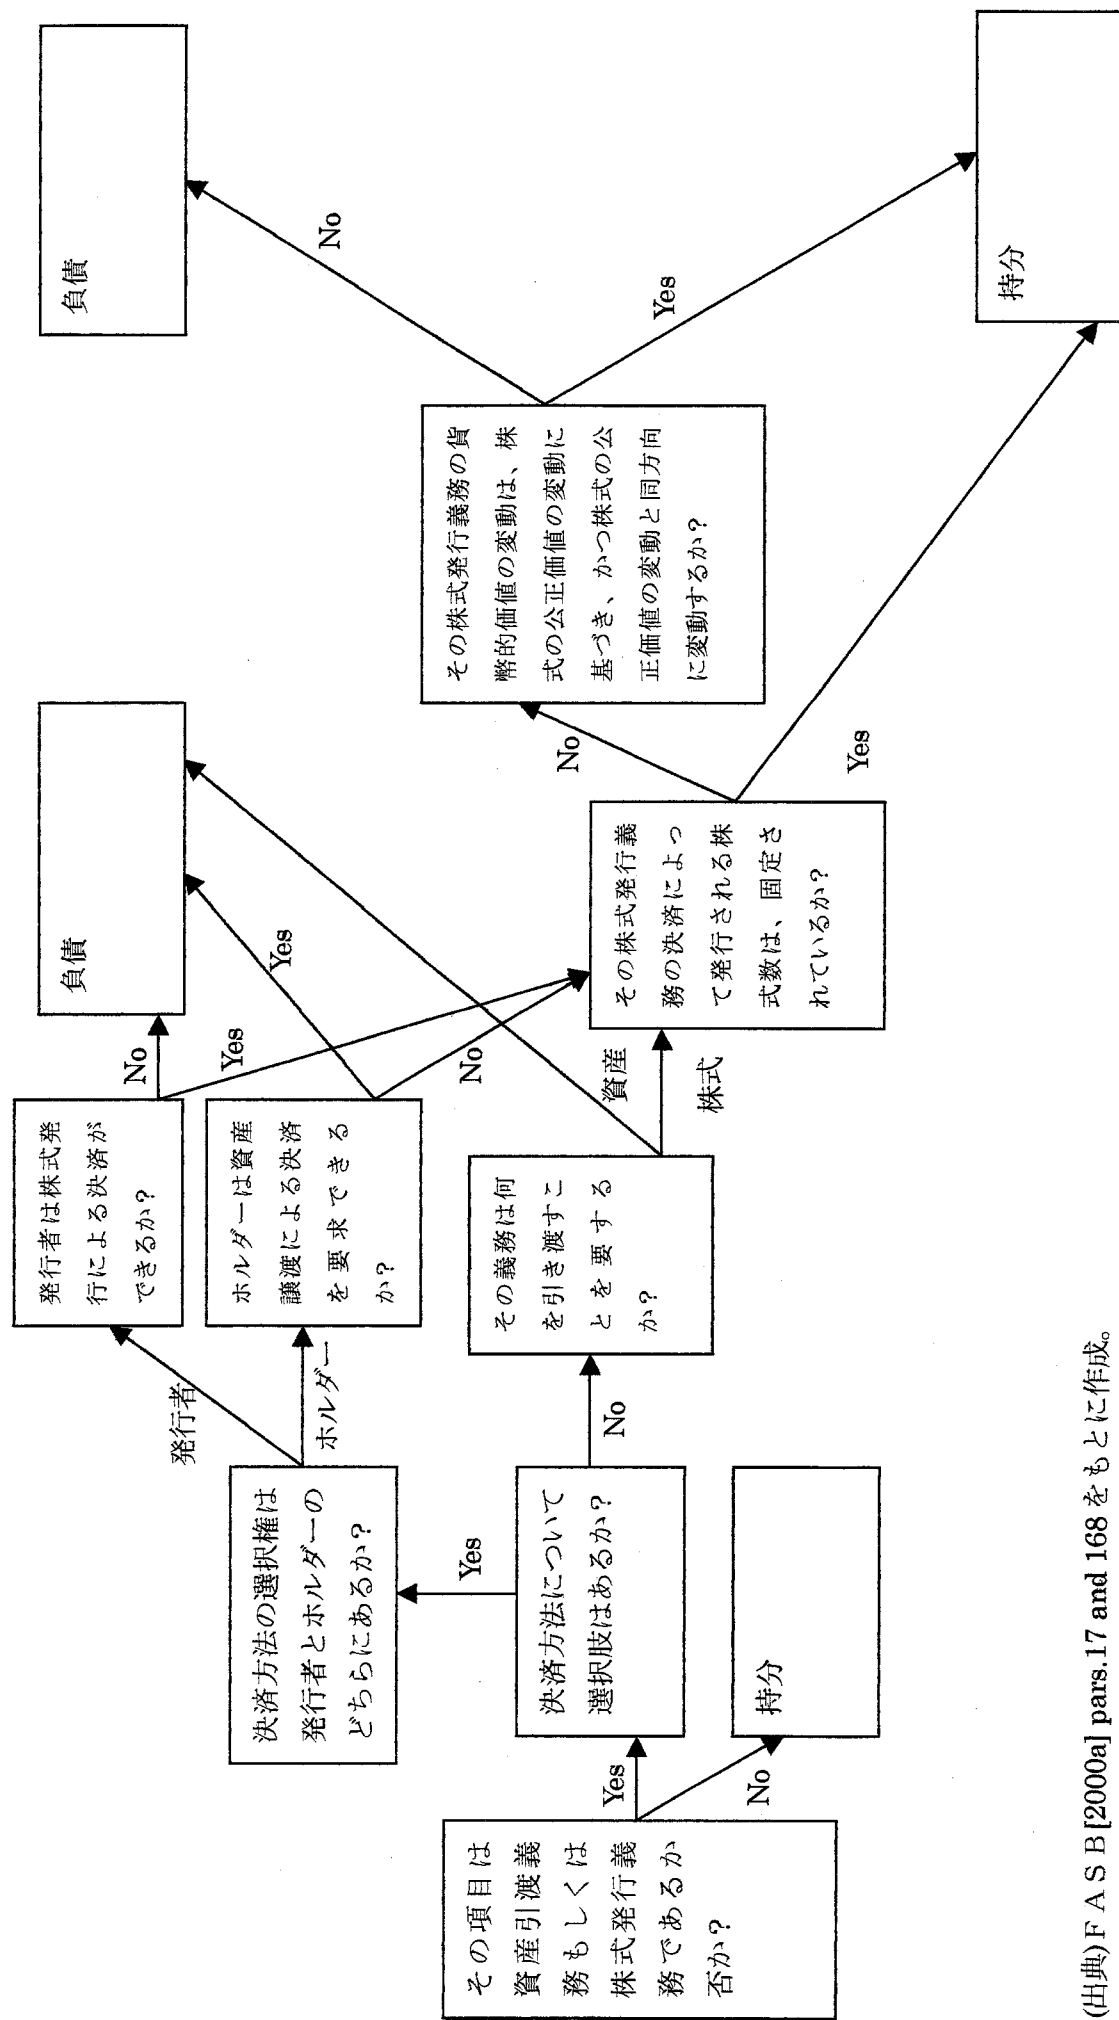 その項目は
資産引渡義
務もしくは
株式発行義
務であるか
否か?
Yes
No
決済方法について
選択肢はあるか?
持分
Yes
No
決済方法の選択権は
発行者とホルダーの
どちらにあるか?
発行者
ホルダー
発行者は株式発
行による決済が
できるか?
ホルダーは資産
譲渡による決済
を要求できる
か?
その義務は何
を引き渡すこ
とを要する
か?
No
Yes
Yes
No
資産
株式
負債
その株式発行義
務の決済によっ
て発行される株
式数は、固定さ
れているか?
No
Yes
その株式発行義務の貨
幣的価値の変動は、株
式の公正価値の変動に
基づき、かつ株式の公
正価値の変動と同方向
に変動するか?
No
Yes
負債
持分
(出典)FASB[2000a] pars.17 and 168をもとに作成。